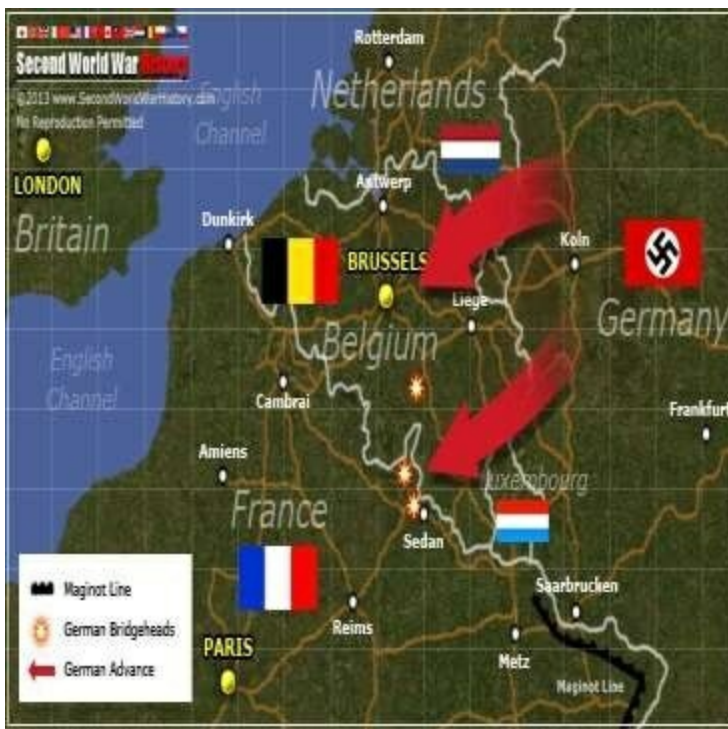 Second World War History
©2013 www.SecondWorldWarHistory.com
No Reproduction Permitted
Rotterdam
Netherlands
English
Channel
LONDON
Britain
Antwerp
Dunkirk
BRUSSELS
Koln
Liege
Germany
Belgium
English
Channel
Cambrai
Frankfurt
Amiens
Luxembourg
France
Sedan
Saarbrucken
Reims
Metz
PARIS
Maginot Line
Maginot Line
German Bridgeheads
German Advance